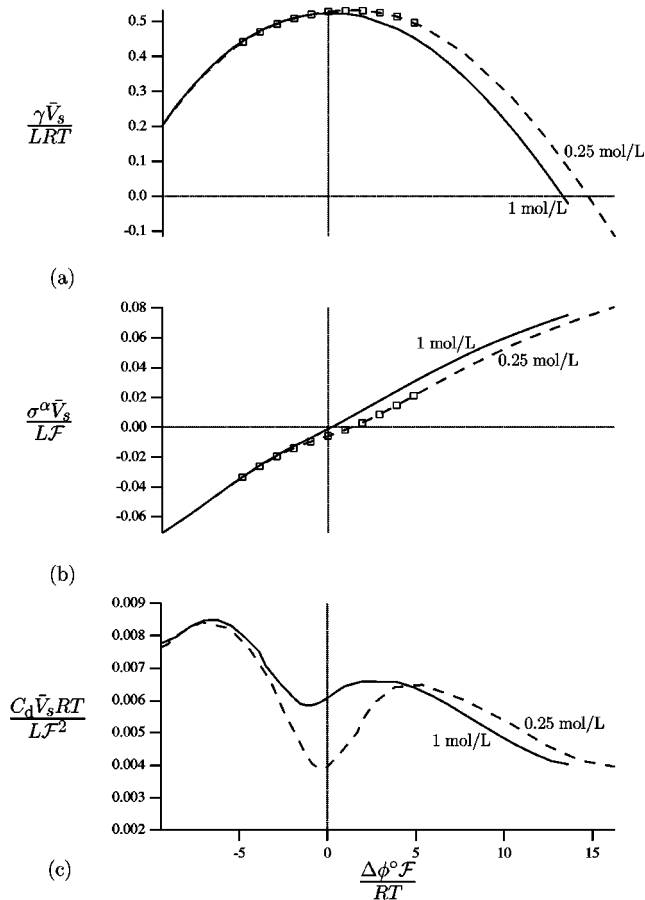 0.5
0.4
0.3
0.2
0.1
0.0
-0.1
γV̄ₛ
LRT
0.25 mol/L
1 mol/L
(a)
0.08
0.06
0.04
0.02
0.00
-0.02
-0.04
-0.06
σᵅV̄ₛ
Lℱ
1 mol/L
0.25 mol/L
(b)
0.009
0.008
0.007
0.006
0.005
0.004
0.003
0.002
C_d V̄ₛRT
Lℱ²
0.25 mol/L
1 mol/L
-5 0 5 10 15
(c)
Δϕ°ℱ
RT